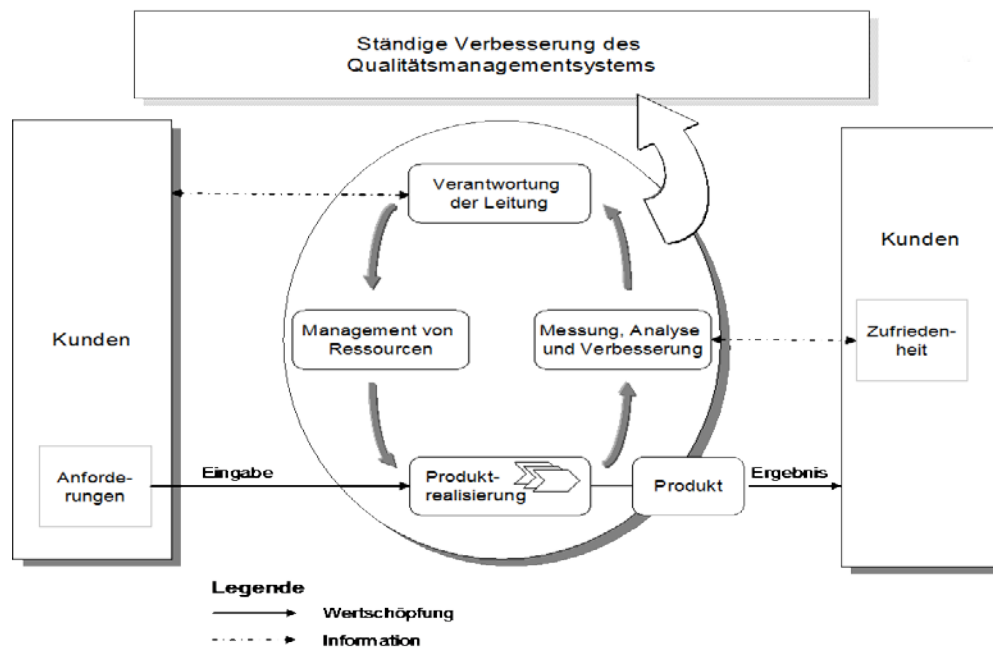 Ständige Verbesserung des
Qualitätsmanagementsystems
Verantwortung
der Leitung
Kunden
Management von
Ressourcen
Messung, Analyse
und Verbesserung
Kunden
Zufrieden-
heit
Anforde-
rungen
Eingabe
Produkt-
realisierung
Produkt
Ergebnis
Legende
Wertschöpfung
Information